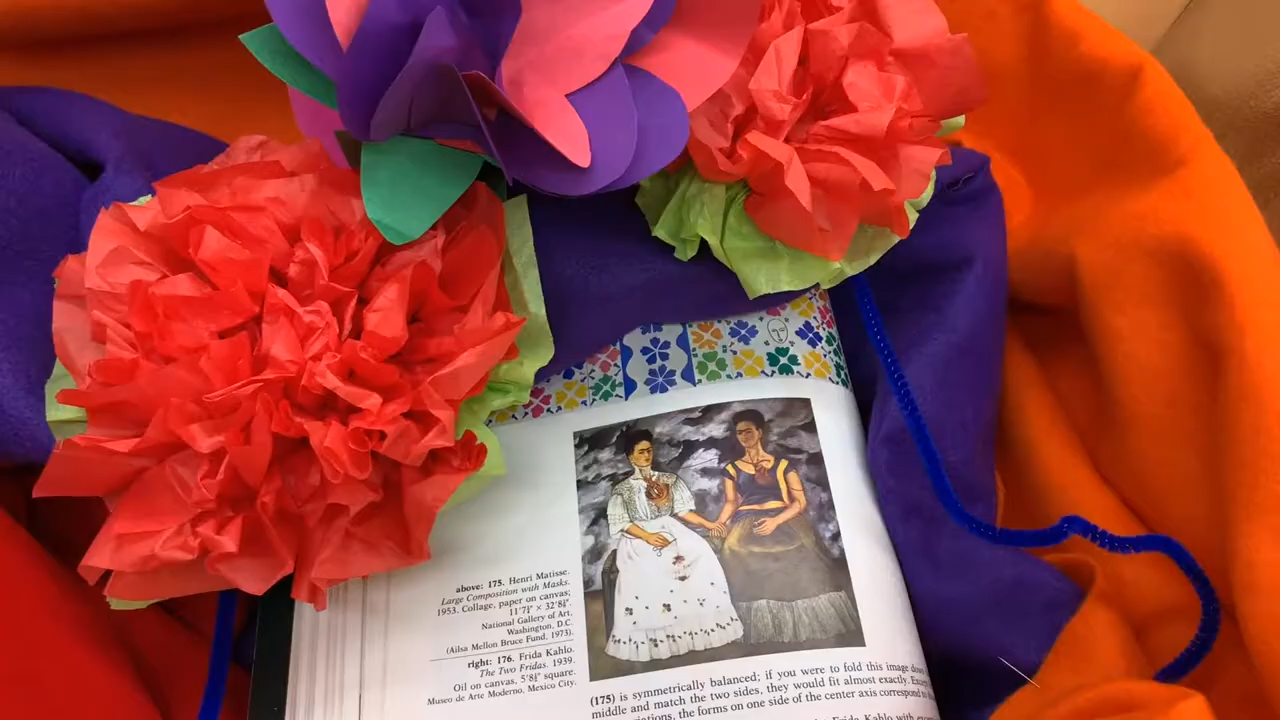 above: 175. Henri Matisse.
Large Composition with Masks.
1953. Collage, paper on canvas;
11'7¼" × 32'8¾".
National Gallery of Art,
Washington, D.C.
(Ailsa Mellon Bruce Fund, 1973).
right: 176. Frida Kahlo.
The Two Fridas. 1939.
Oil on canvas, 5'8½" square.
Museo de Arte Moderno, Mexico City.
(175) is symmetrically balanced; if you were to fold this image down
middle and match the two sides, they would fit almost exactly.
the forms on one side of the center axis correspond
Frida Kahlo with